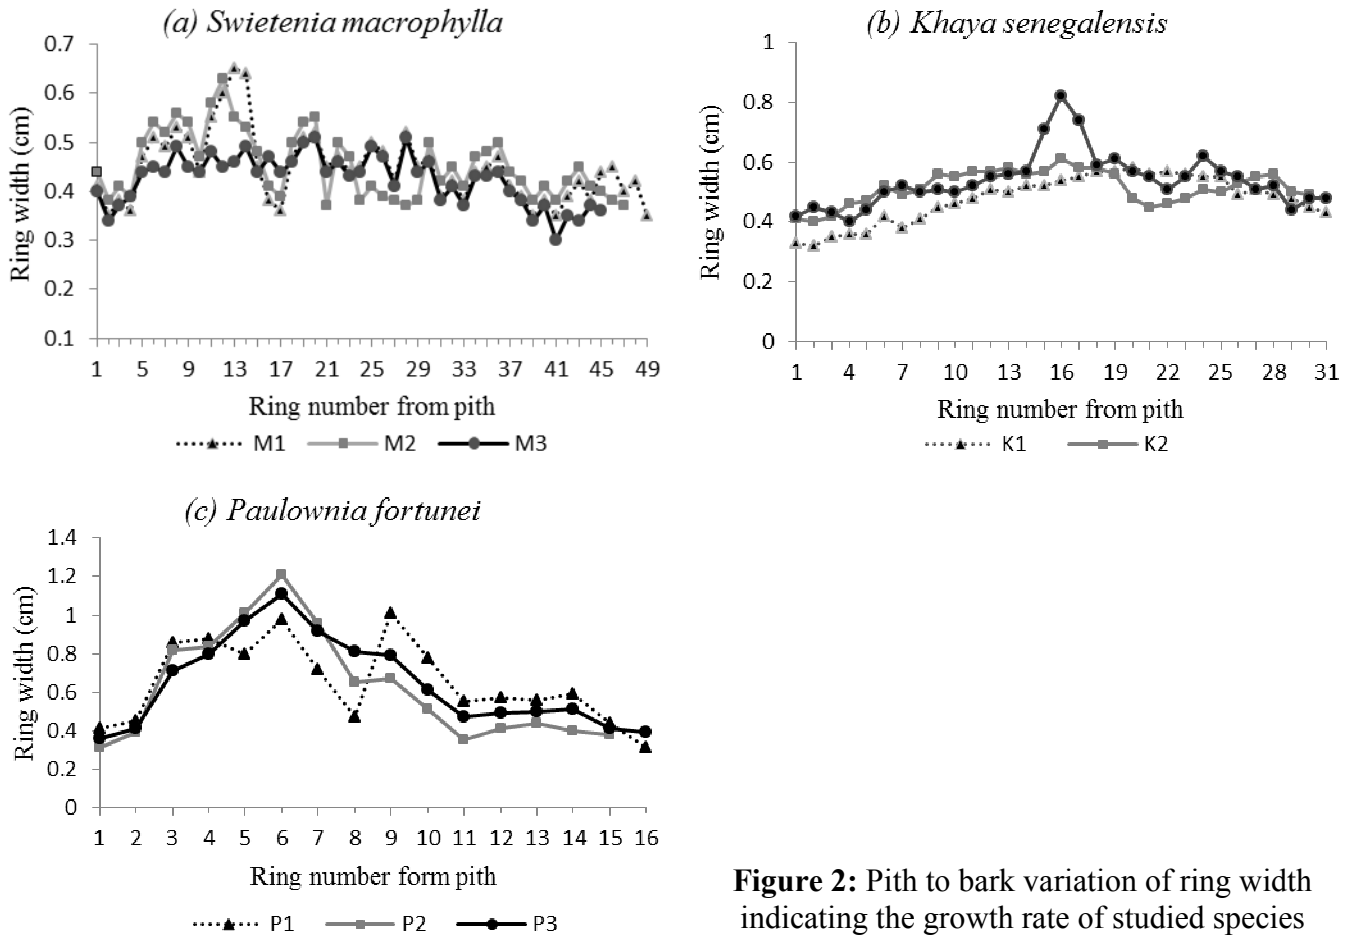 (a) Swietenia macrophylla
0.7
0.6
0.5
0.4
0.3
0.2
0.1
Ring width (cm)
1 5 9 13 17 21 25 29 33 37 41 45 49
Ring number from pith
M1 M2 M3
(b) Khaya senegalensis
1
0.8
0.6
0.4
0.2
0
Ring width (cm)
1 4 7 10 13 16 19 22 25 28 31
Ring number from pith
K1 K2
(c) Paulownia fortunei
1.4
1.2
1
0.8
0.6
0.4
0.2
0
Ring width (cm)
1 2 3 4 5 6 7 8 9 10 11 12 13 14 15 16
Ring number form pith
P1 P2 P3
Figure 2: Pith to bark variation of ring width
indicating the growth rate of studied species